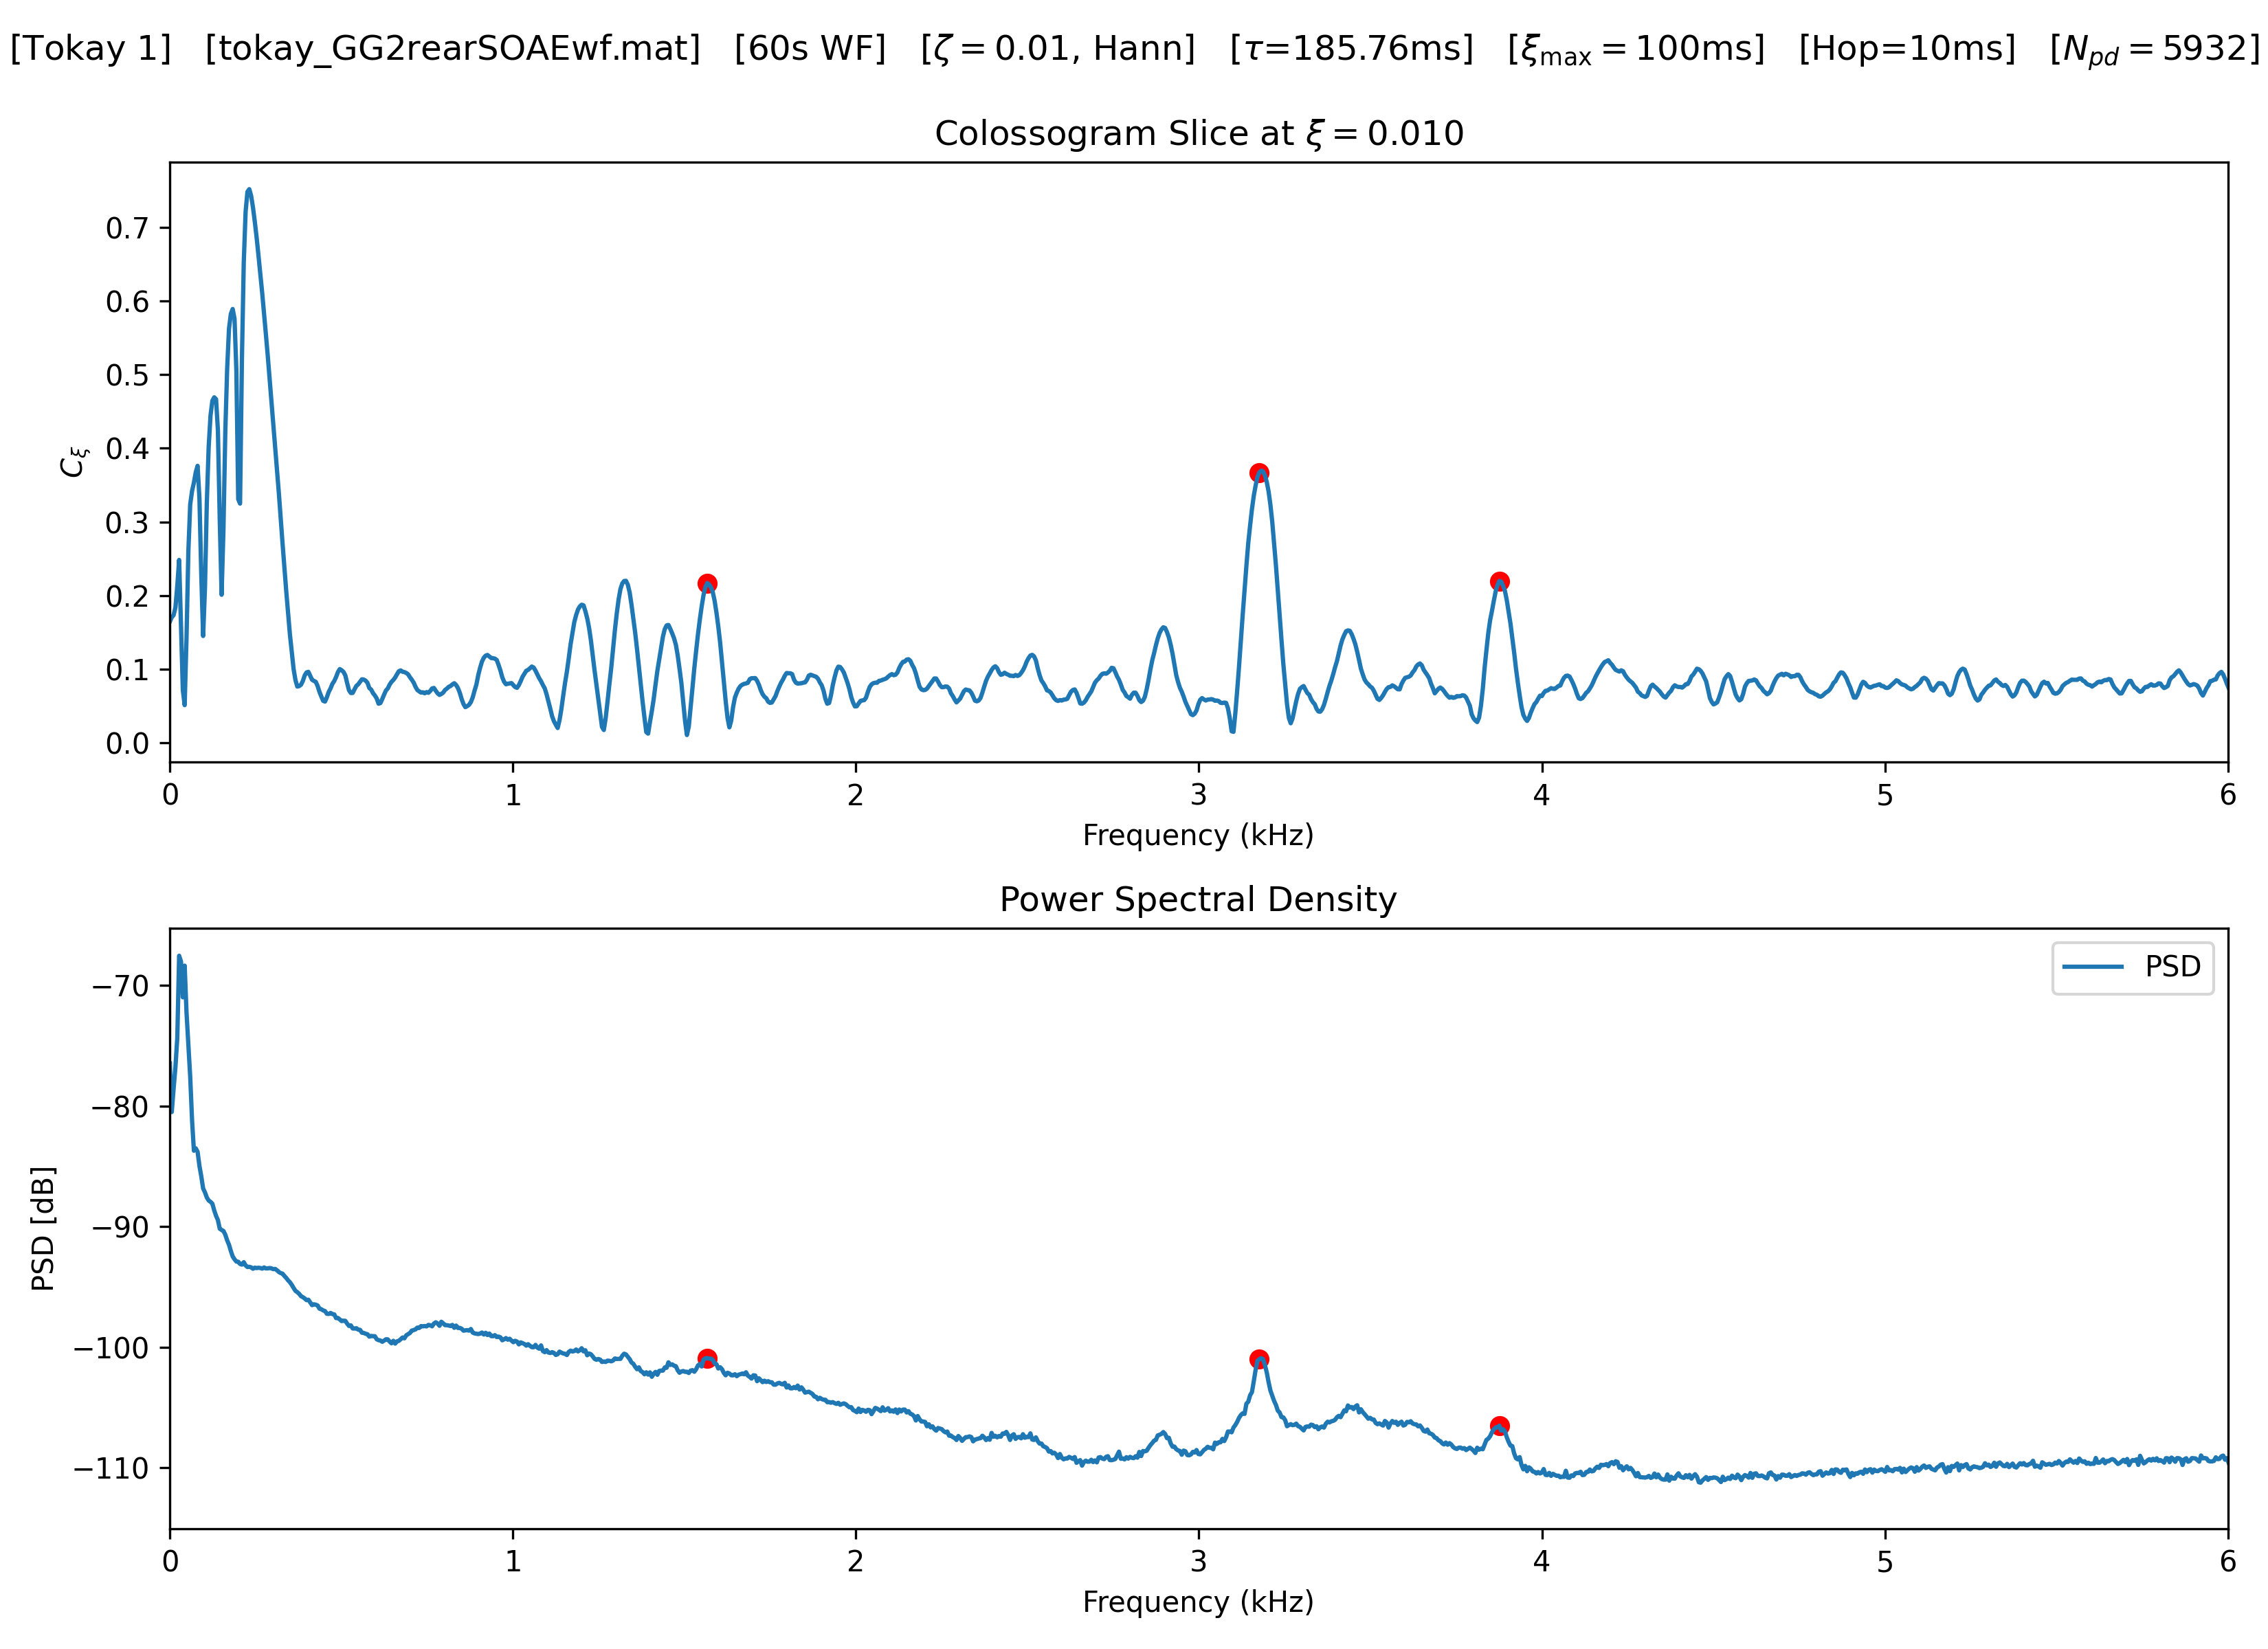 [Tokay 1] [tokay_GG2rearSOAEwf.mat] [60s WF] [ζ = 0.01, Hann] [τ=185.76ms] [ξmax = 100ms] [Hop=10ms] [Npd = 5932]
Colossogram Slice at ξ = 0.010
Cξ
0.7
0.6
0.5
0.4
0.3
0.2
0.1
0.0
0 1 2 3 4 5 6
Frequency (kHz)
Power Spectral Density
PSD
PSD [dB]
−70
−80
−90
−100
−110
0 1 2 3 4 5 6
Frequency (kHz)